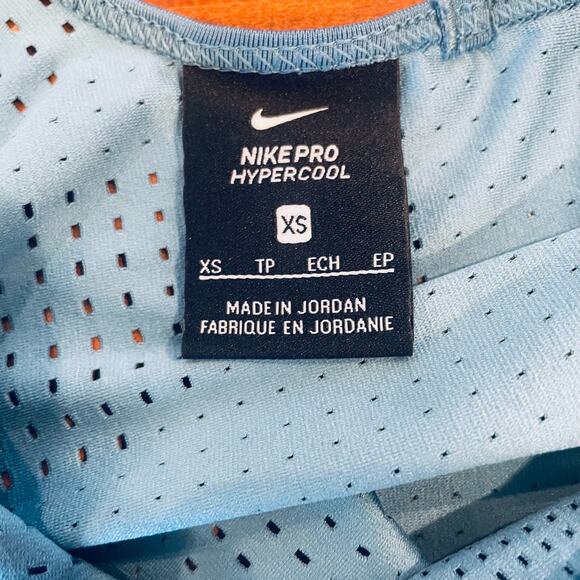 NIKE PRO
HYPERCOOL
XS
XS TP ECH EP
MADE IN JORDAN
FABRIQUE EN JORDANIE